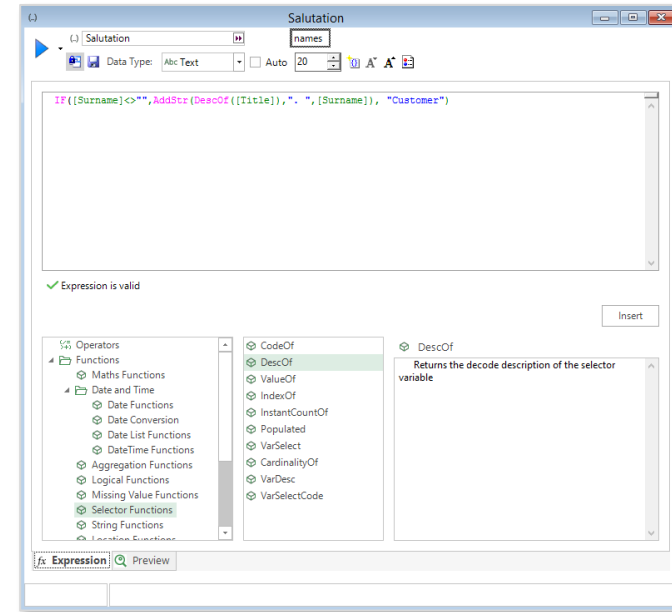 Salutation
Salutation
names
Data Type: Abc Text
Auto
20
IF([Surname]<>"",AddStr(DescOf([Title]),". ",[Surname]), "Customer")
Expression is valid
Insert
Operators
Functions
Maths Functions
Date and Time
Date Functions
Date Conversion
Date List Functions
DateTime Functions
Aggregation Functions
Logical Functions
Missing Value Functions
Selector Functions
String Functions
Location Functions
CodeOf
DescOf
ValueOf
IndexOf
InstantCountOf
Populated
VarSelect
CardinalityOf
VarDesc
VarSelectCode
DescOf
Returns the decode description of the selector
variable
fx Expression
Preview